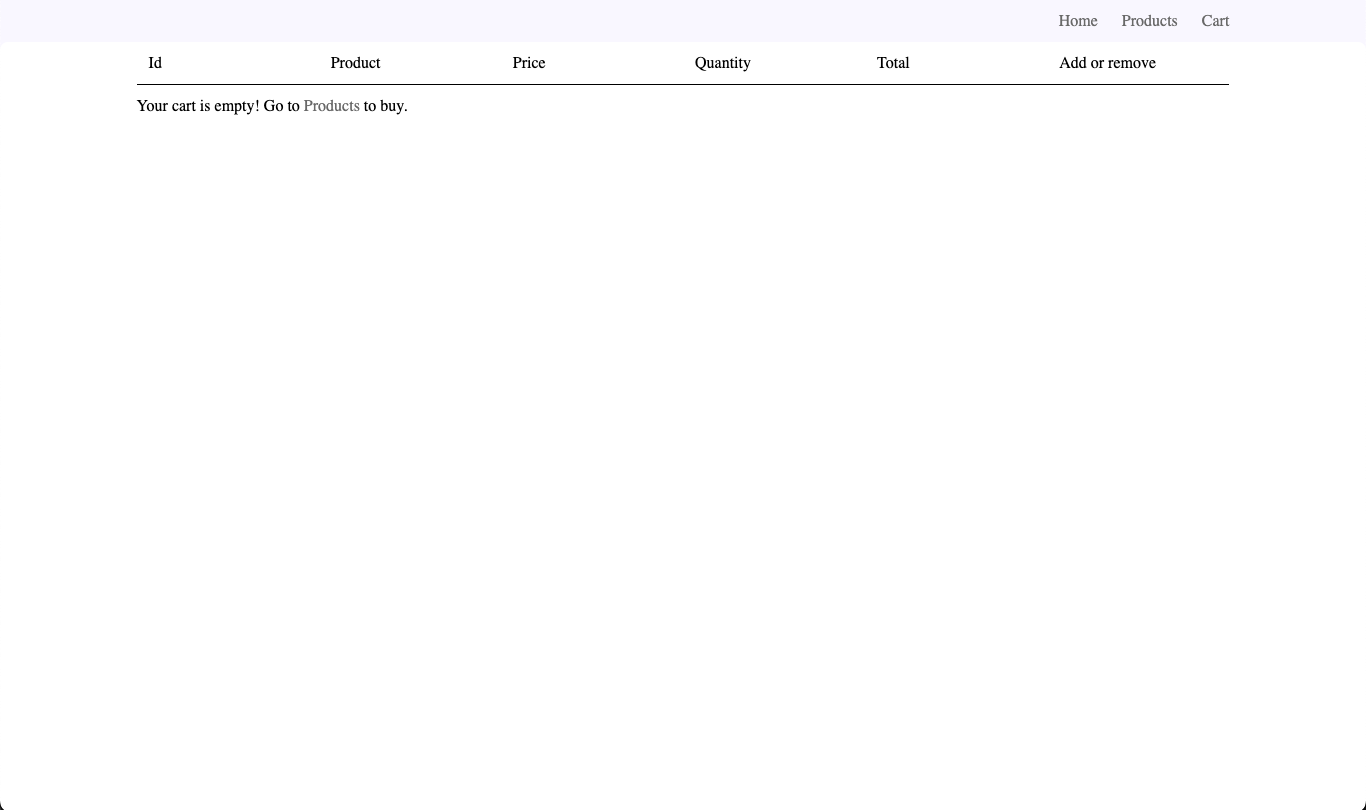 Home Products Cart
Id Product Price Quantity Total Add or remove
Your cart is empty! Go to Products to buy.